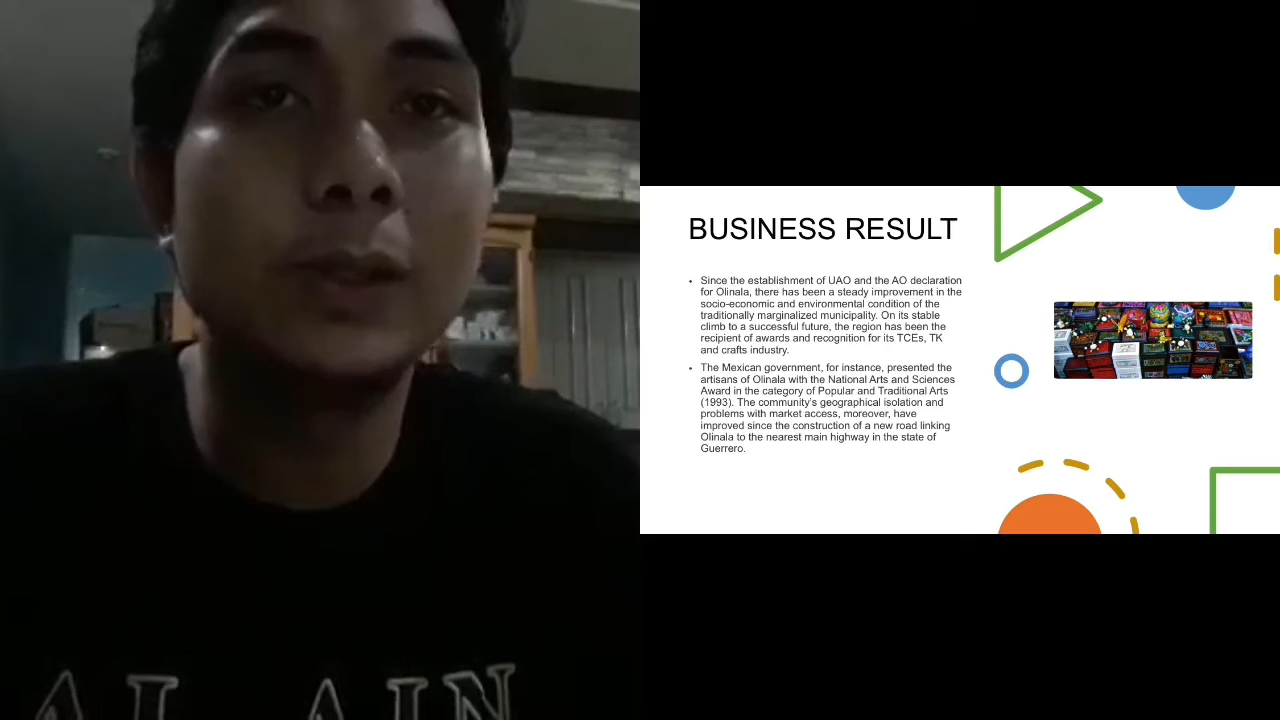 BUSINESS RESULT
• Since the establishment of UAO and the AO declaration
for Olinala, there has been a steady improvement in the
socio-economic and environmental condition of the
traditionally marginalized municipality. On its stable
climb to a successful future, the region has been the
recipient of awards and recognition for its TCEs, TK
and crafts industry.
• The Mexican government, for instance, presented the
artisans of Olinala with the National Arts and Sciences
Award in the category of Popular and Traditional Arts
(1993). The community's geographical isolation and
problems with market access, moreover, have
improved since the construction of a new road linking
Olinala to the nearest main highway in the state of
Guerrero.
AL AIN